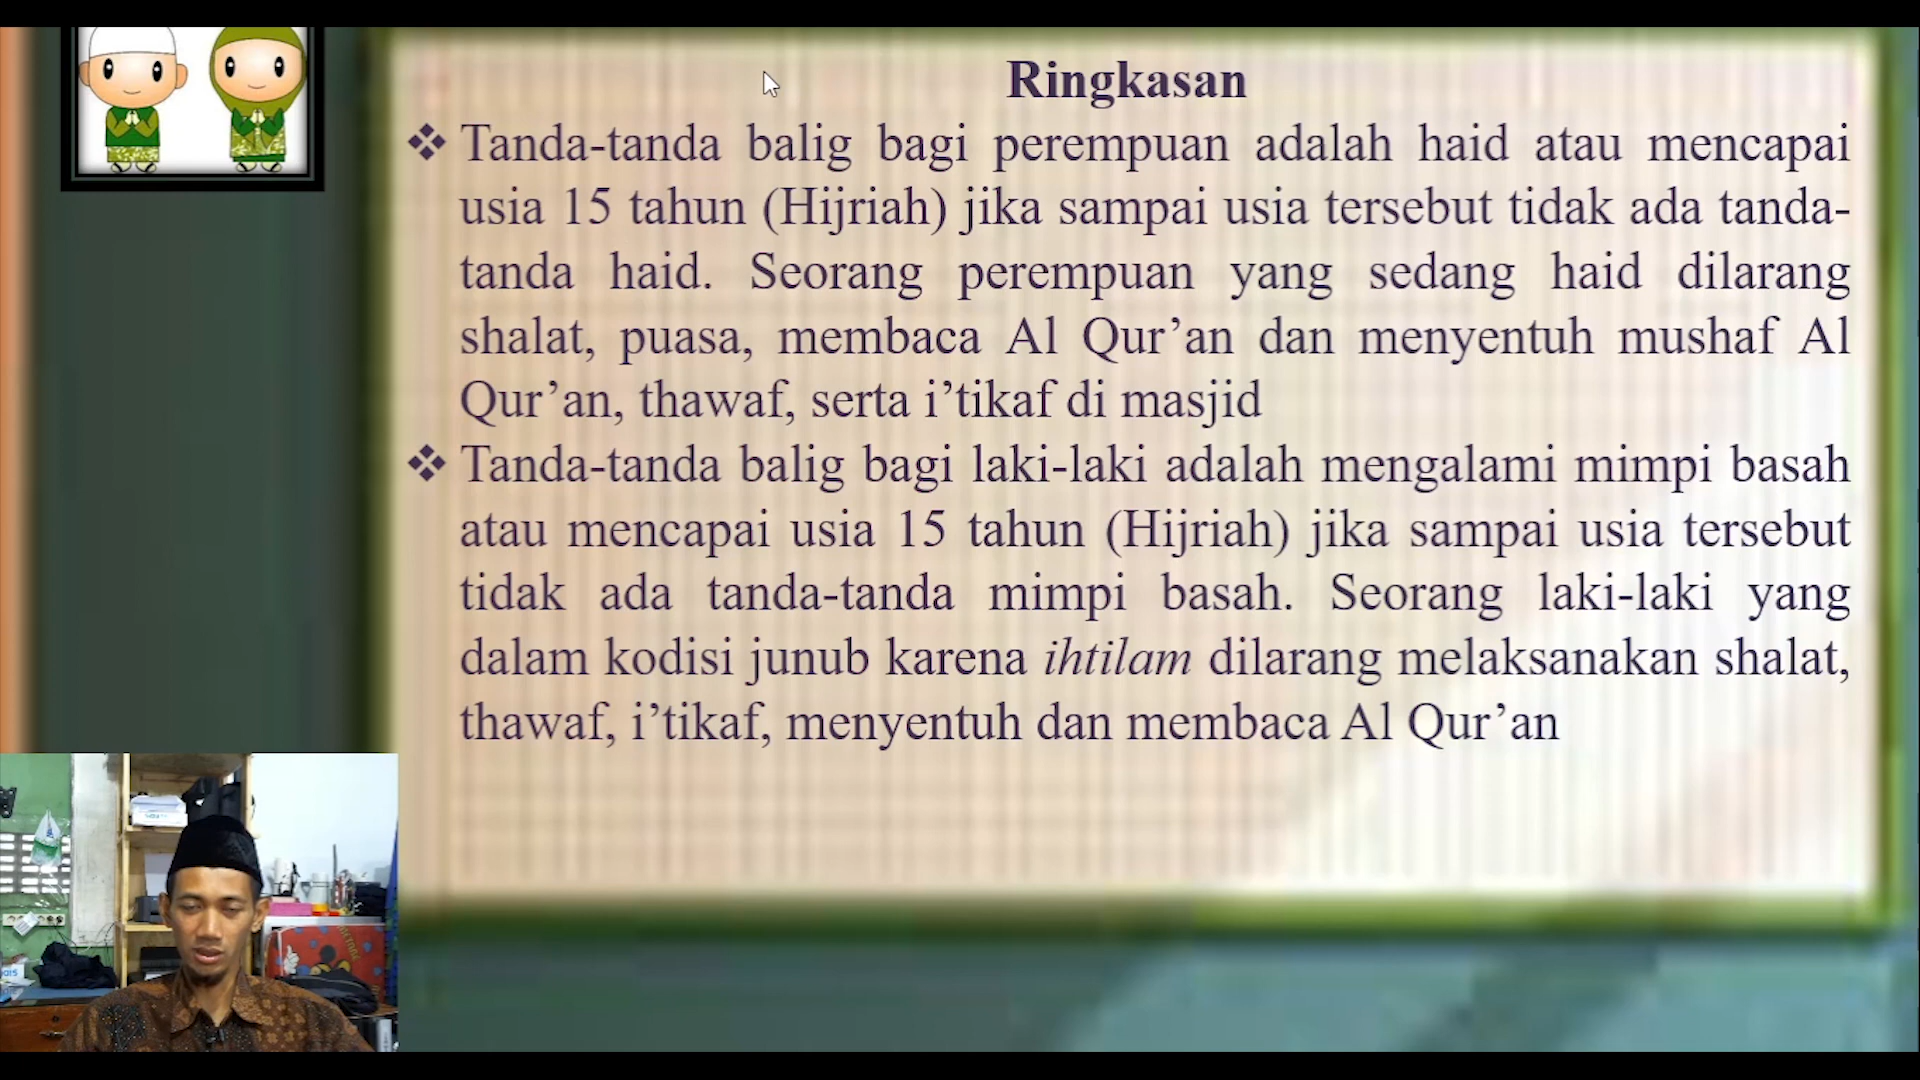 Ringkasan
❖ Tanda-tanda balig bagi perempuan adalah haid atau mencapai
usia 15 tahun (Hijriah) jika sampai usia tersebut tidak ada tanda-
tanda haid. Seorang perempuan yang sedang haid dilarang
shalat, puasa, membaca Al Qur’an dan menyentuh mushaf Al
Qur’an, thawaf, serta i’tikaf di masjid
❖ Tanda-tanda balig bagi laki-laki adalah mengalami mimpi basah
atau mencapai usia 15 tahun (Hijriah) jika sampai usia tersebut
tidak ada tanda-tanda mimpi basah. Seorang laki-laki yang
dalam kodisi junub karena ihtilam dilarang melaksanakan shalat,
thawaf, i’tikaf, menyentuh dan membaca Al Qur’an